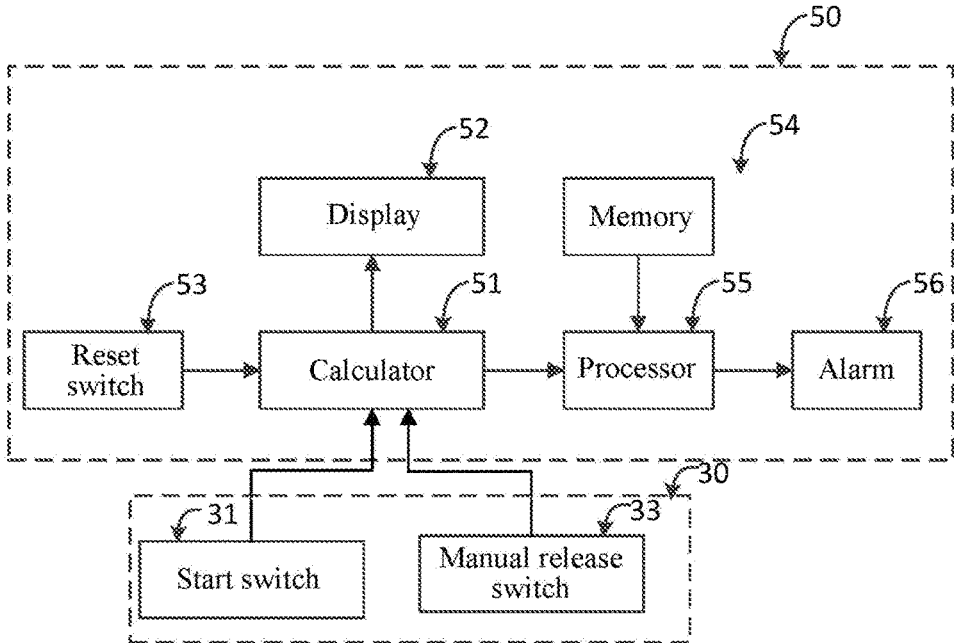 50
52
54
Display
Memory
53
51
55
56
Reset
switch
Calculator
Processor
Alarm
30
31
33
Start switch
Manual release
switch